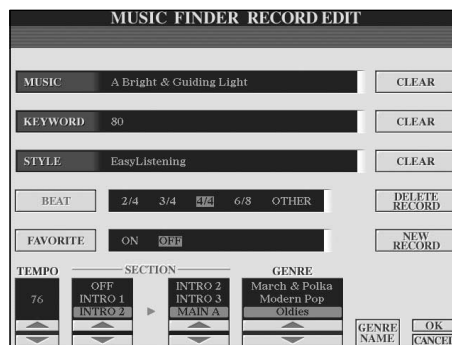 MUSIC FINDER RECORD EDIT
MUSIC A Bright & Guiding Light CLEAR
KEYWORD 80 CLEAR
STYLE EasyListening CLEAR
BEAT 2/4 3/4 4/4 6/8 OTHER DELETE RECORD
FAVORITE ON OFF NEW RECORD
TEMPO SECTION GENRE
OFF INTRO 2 March & Polka
76 INTRO 1 INTRO 3 Modern Pop
INTRO 2 MAIN A Oldies
GENRE NAME OK
CANCEL